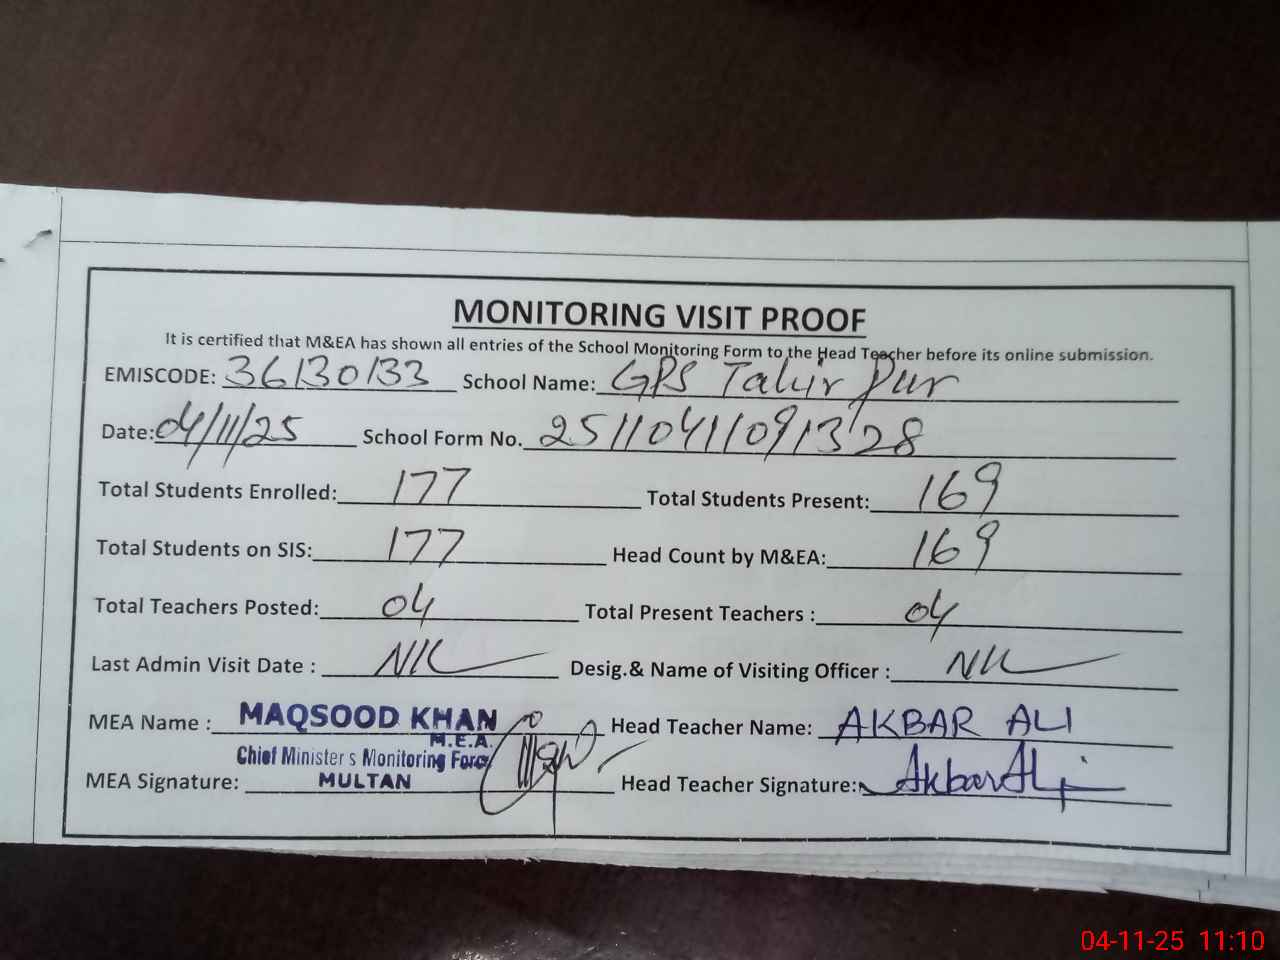 MONITORING VISIT PROOF
It is certified that M&EA has shown all entries of the School Monitoring Form to the Head Teacher before its online submission.
EMISCODE: 36130133 School Name: GPS Tahir Pur
Date: 04/11/25 School Form No. 25110411091328
Total Students Enrolled: 177 Total Students Present: 169
Total Students on SIS: 177 Head Count by M&EA: 169
Total Teachers Posted: 04 Total Present Teachers : 04
Last Admin Visit Date : NIL Desig.& Name of Visiting Officer : NIL
MEA Name : MAQSOOD KHAN Head Teacher Name: AKBAR ALI
M.E.A.
Chief Minister s Monitoring Force
MEA Signature: MULTAN Head Teacher Signature: Akbar Ali
04-11-25 11:10